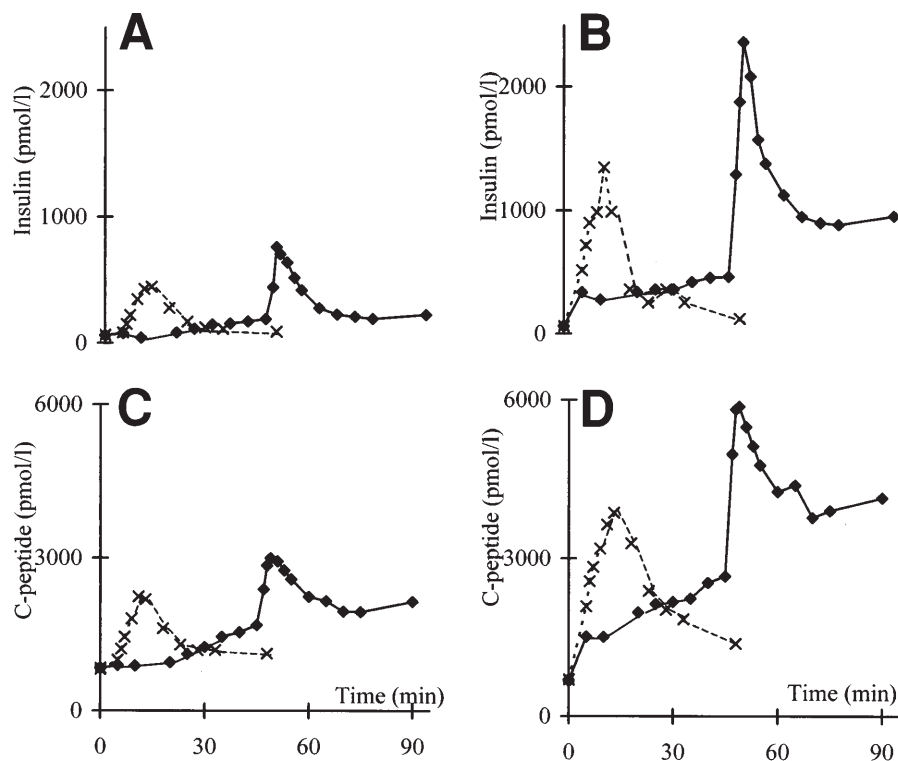 A
B
Insulin (pmol/l)
2000
1000
0
Insulin (pmol/l)
2000
1000
0
C
D
C-peptide (pmol/l)
6000
3000
0
Time (min)
0 30 60 90
C-peptide (pmol/l)
6000
3000
0
Time (min)
0 30 60 90